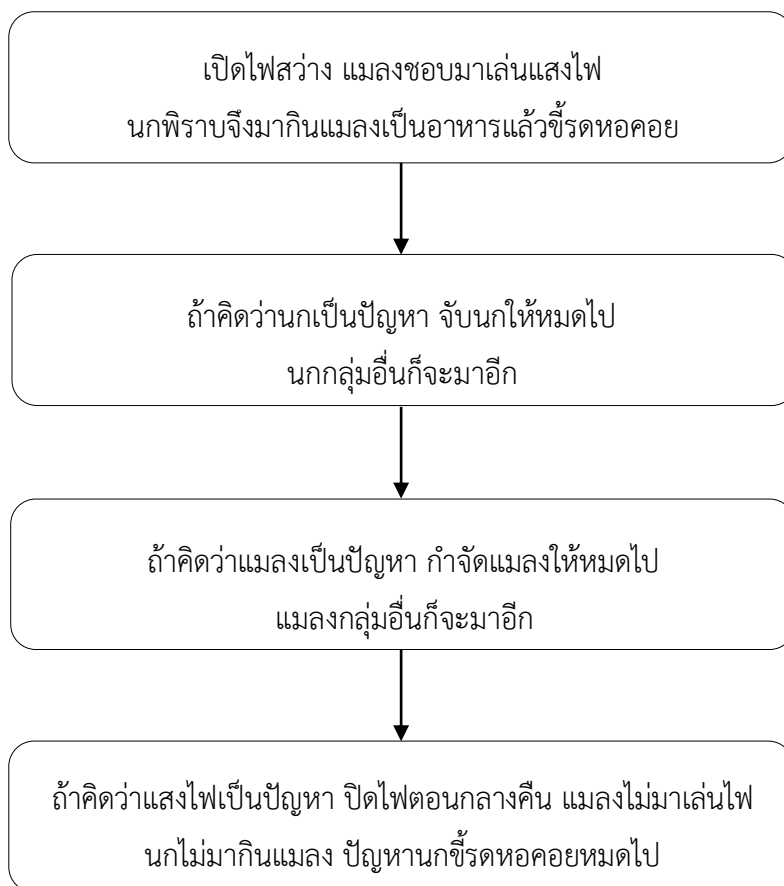 เปิดไฟสว่าง แมลงชอบมาเล่นแสงไฟ
นกพิราบจึงมากินแมลงเป็นอาหารแล้วขี้รดหอคอย
ถ้าคิดว่านกเป็นปัญหา จับนกให้หมดไป
นกกลุ่มอื่นก็จะมาอีก
ถ้าคิดว่าแมลงเป็นปัญหา กำจัดแมลงให้หมดไป
แมลงกลุ่มอื่นก็จะมาอีก
ถ้าคิดว่าแสงไฟเป็นปัญหา ปิดไฟตอนกลางคืน แมลงไม่มาเล่นไฟ
นกไม่มากินแมลง ปัญหานกขี้รดหอคอยหมดไป